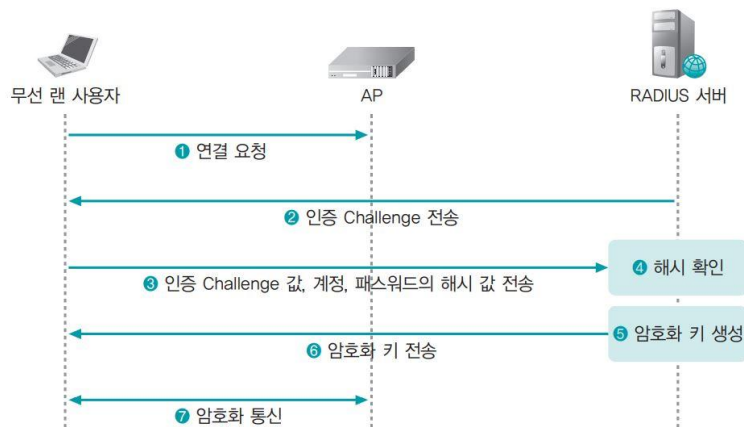 무선 랜 사용자
AP
RADIUS 서버
❶ 연결 요청
❷ 인증 Challenge 전송
❸ 인증 Challenge 값, 계정, 패스워드의 해시 값 전송
❹ 해시 확인
❺ 암호화 키 생성
❻ 암호화 키 전송
❼ 암호화 통신